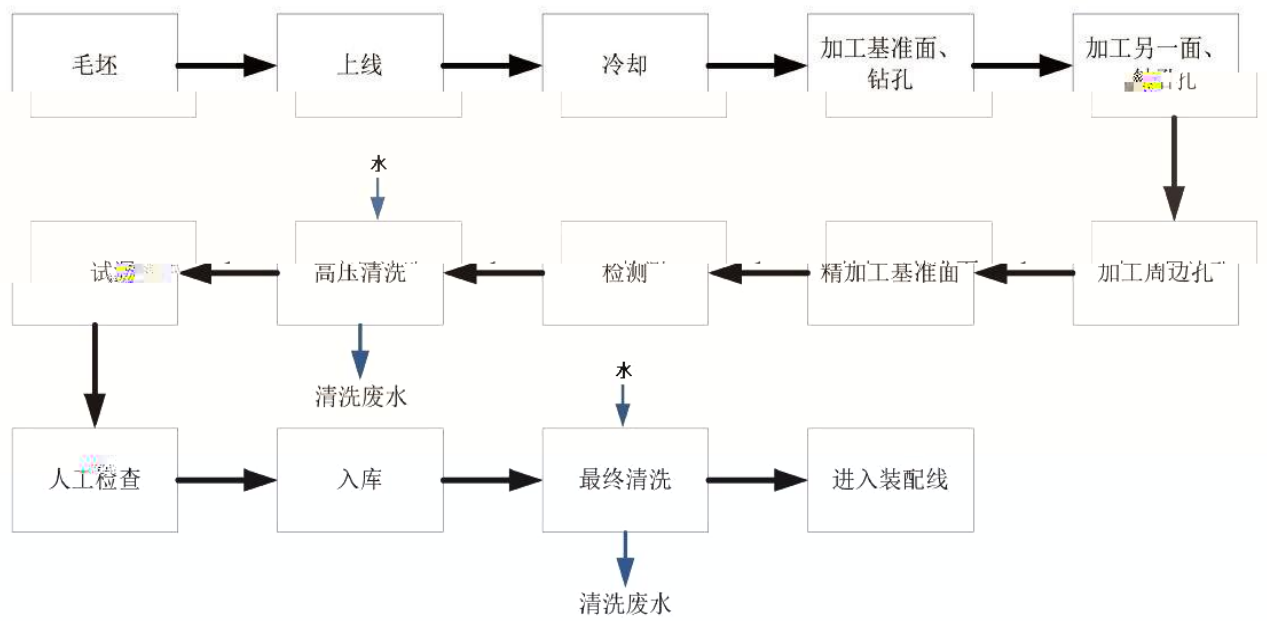 毛坯
上线
冷却
加工基准面、
钻孔
加工另一面、
孔
水
试
高压清洗
检测
精加工基准面
加工周边孔
清洗废水
水
人工检查
入库
最终清洗
进入装配线
清洗废水